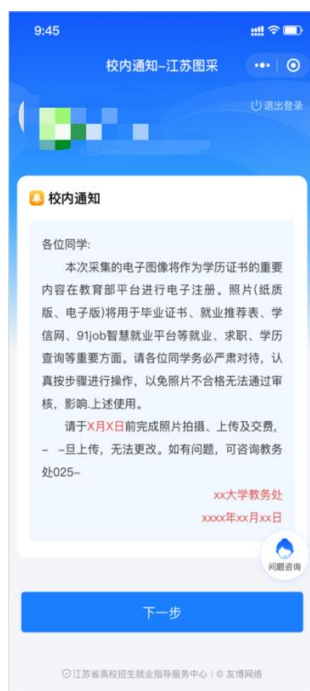 9:45
校内通知-江苏图采
退出登录
校内通知
各位同学:
本次采集的电子图像将作为学历证书的重要
内容在教育部平台进行电子注册。照片(纸质
版、电子版)将用于毕业证书、就业推荐表、学
信网、91job智慧就业平台等就业、求职、学历
查询等重要方面。请各位同学务必严肃对待，认
真按步骤进行操作，以免照片不合格无法通过审
核，影响.上述使用。
请于X月X日前完成照片拍摄、上传及交费，
– –旦上传，无法更改。如有问题，可咨询教务
处025–
xx大学教务处
xxxx年xx月xx日
问题咨询
下一步
江苏省高校招生就业指导服务中心 | © 友博网络